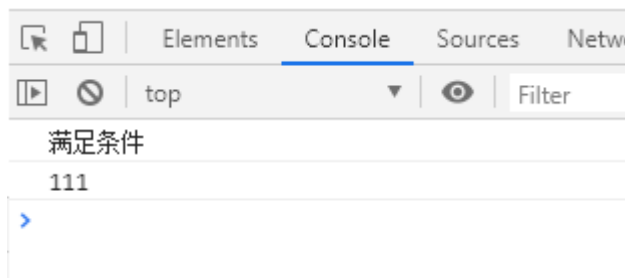 Elements Console Sources Netw
top Filter
满足条件
111